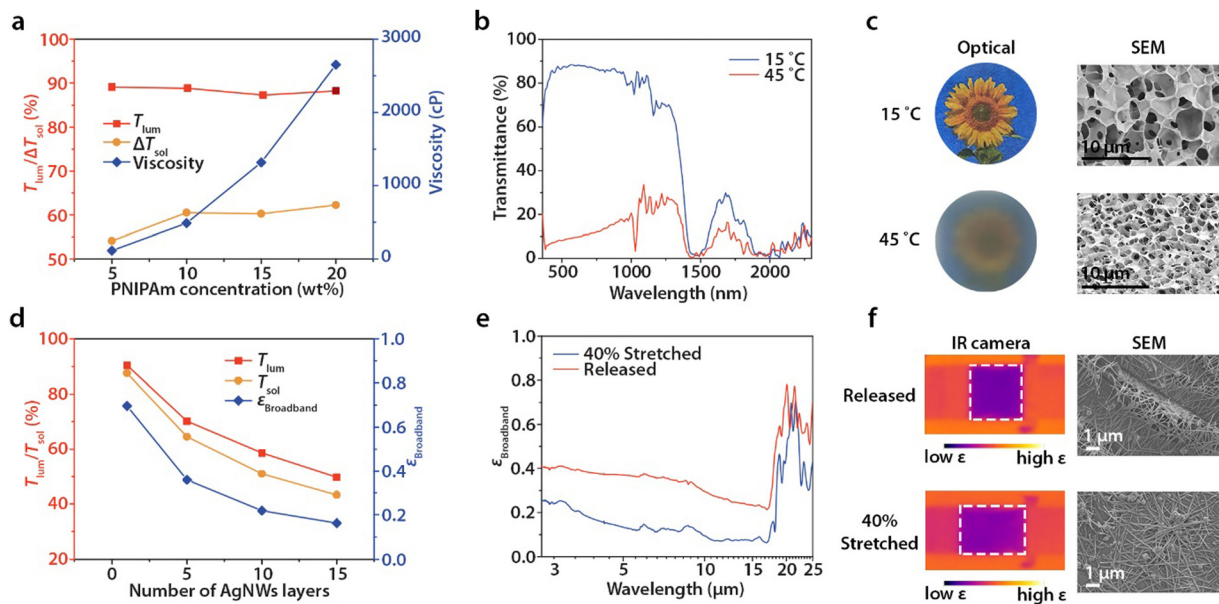 a
100
90
80
70
60
50
T_lum/ΔT_sol (%)
T_lum
ΔT_sol
Viscosity
3000
2000
1000
0
Viscosity (cP)
5 10 15 20
PNIPAm concentration (wt%)
b
100
80
60
40
20
0
Transmittance (%)
15 ˚C
45 ˚C
500 1000 1500 2000
Wavelength (nm)
c
Optical SEM
15 ˚C
10 μm
45 ˚C
10 μm
d
100
80
60
40
20
T_lum/T_sol (%)
T_lum
T_sol
ε_Broadband
1.0
0.8
0.6
0.4
0.2
0.0
ε_Broadband
0 5 10 15
Number of AgNWs layers
e
1.0
0.8
0.6
0.4
0.2
0.0
ε_Broadband
40% Stretched
Released
3 5 10 15 20 25
Wavelength (μm)
f
IR camera SEM
Released
low ε high ε
1 μm
40%
Stretched
low ε high ε
1 μm